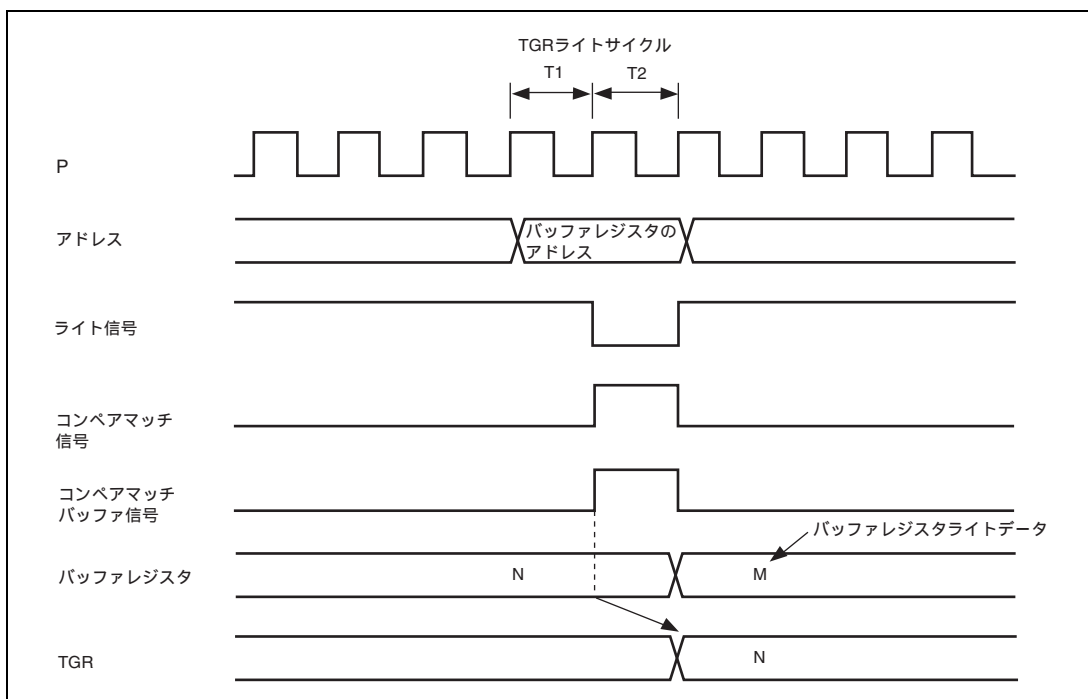 TGRライトサイクル
T1
T2
P
アドレス
バッファレジスタの
アドレス
ライト信号
コンペアマッチ
信号
コンペアマッチ
バッファ信号
バッファレジスタライトデータ
バッファレジスタ
N
M
TGR
N